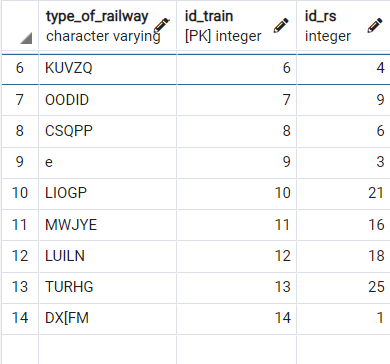 type_of_railway id_train id_rs
character varying [PK] integer integer
6 KUVZQ 6 4
7 OODID 7 9
8 CSQPP 8 6
9 e 9 3
10 LIOGP 10 21
11 MWJYE 11 16
12 LUILN 12 18
13 TURHG 13 25
14 DX[FM 14 1